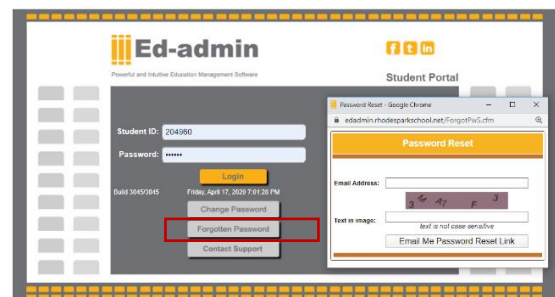 Ed-admin
Powerful and Intuitive Education Management Software
Student Portal
Student ID: 204960
Password: ••••••
Login
Build 3045/3045 Friday, April 17, 2020 7:01:28 PM
Change Password
Forgotten Password
Contact Support
Password Reset - Google Chrome
edadmin.rhodesparkschool.net/ForgotPwS.cfm
Password Reset
Email Address:
Text in image:
text is not case sensitive
Email Me Password Reset Link